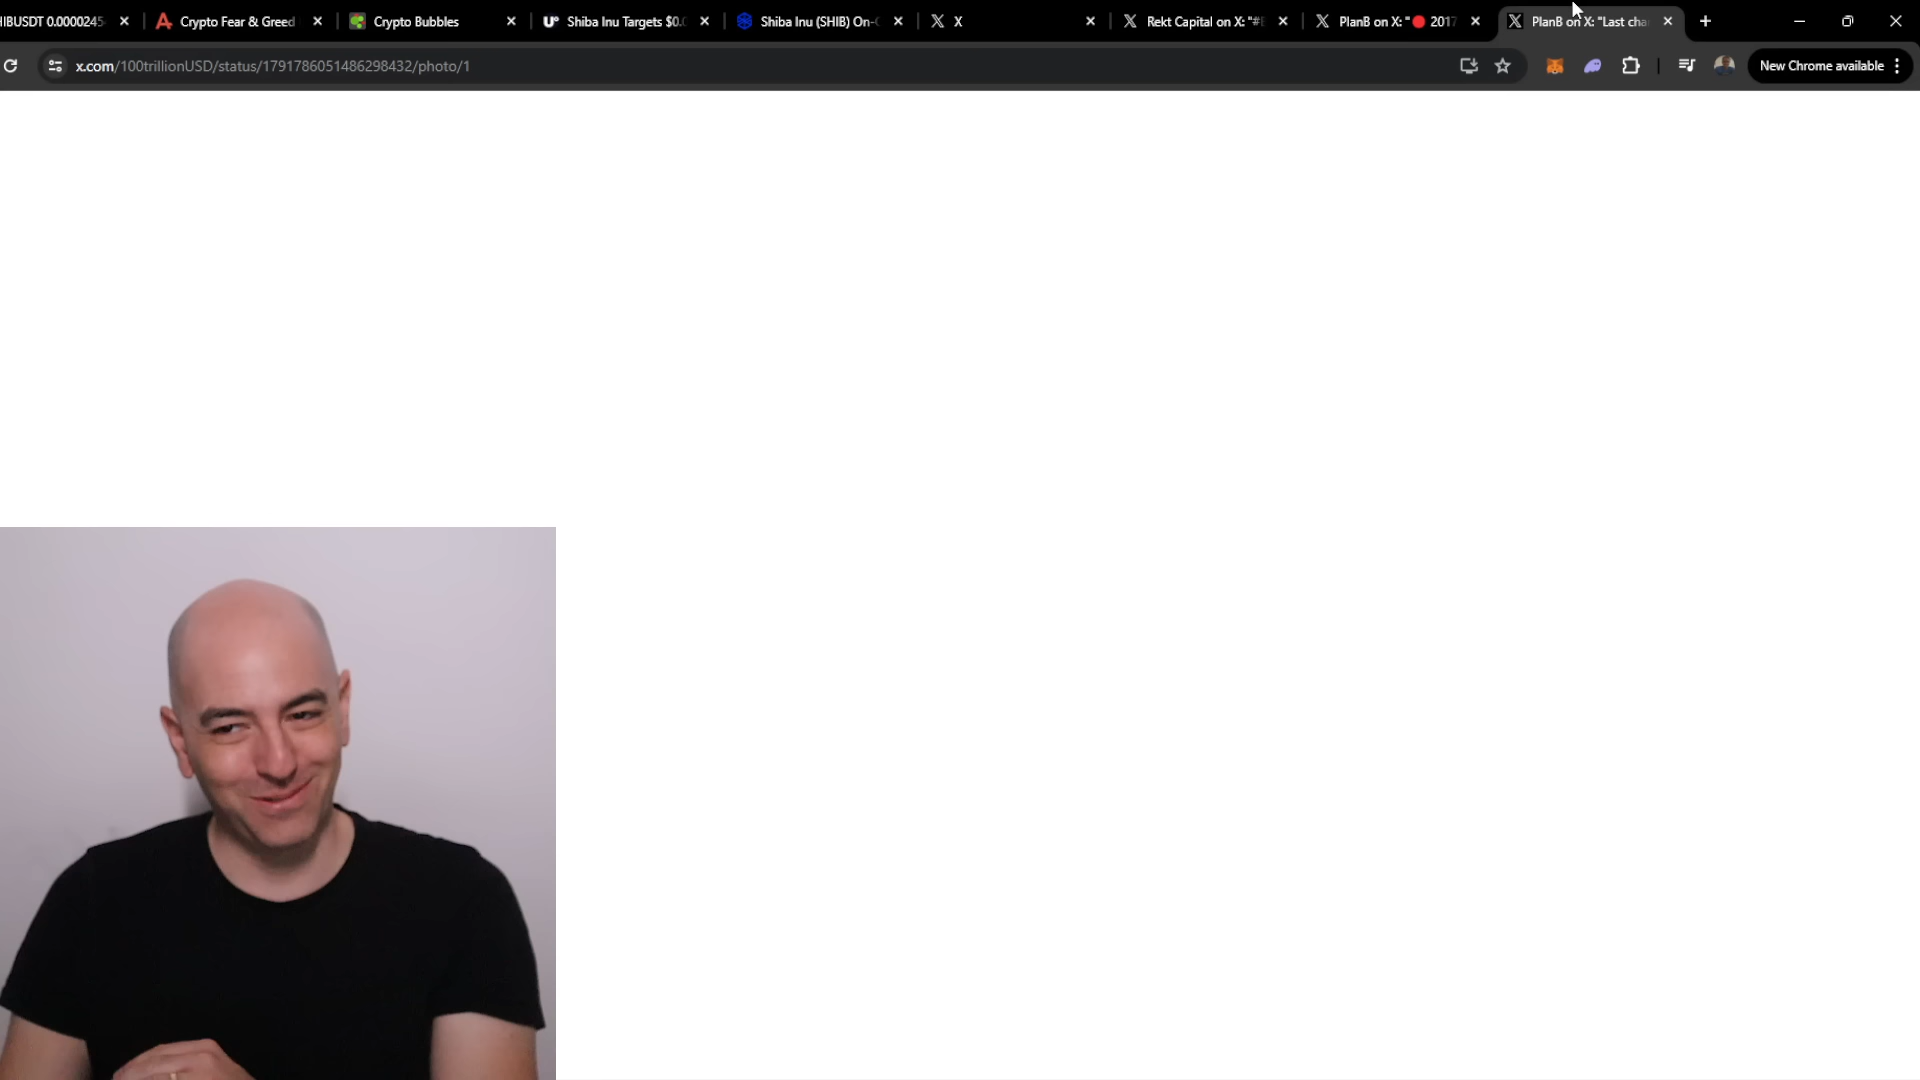 IBUSDT 0.0000245
Crypto Fear & Greed
Crypto Bubbles
U°
Shiba Inu Targets $0.
Shiba Inu (SHIB) On-
X
Rekt Capital on X: "#
PlanB on X: "🔴 2017
PlanB on X: "Last cha
x.com/100trillionUSD/status/1791786051486298432/photo/1
New Chrome available